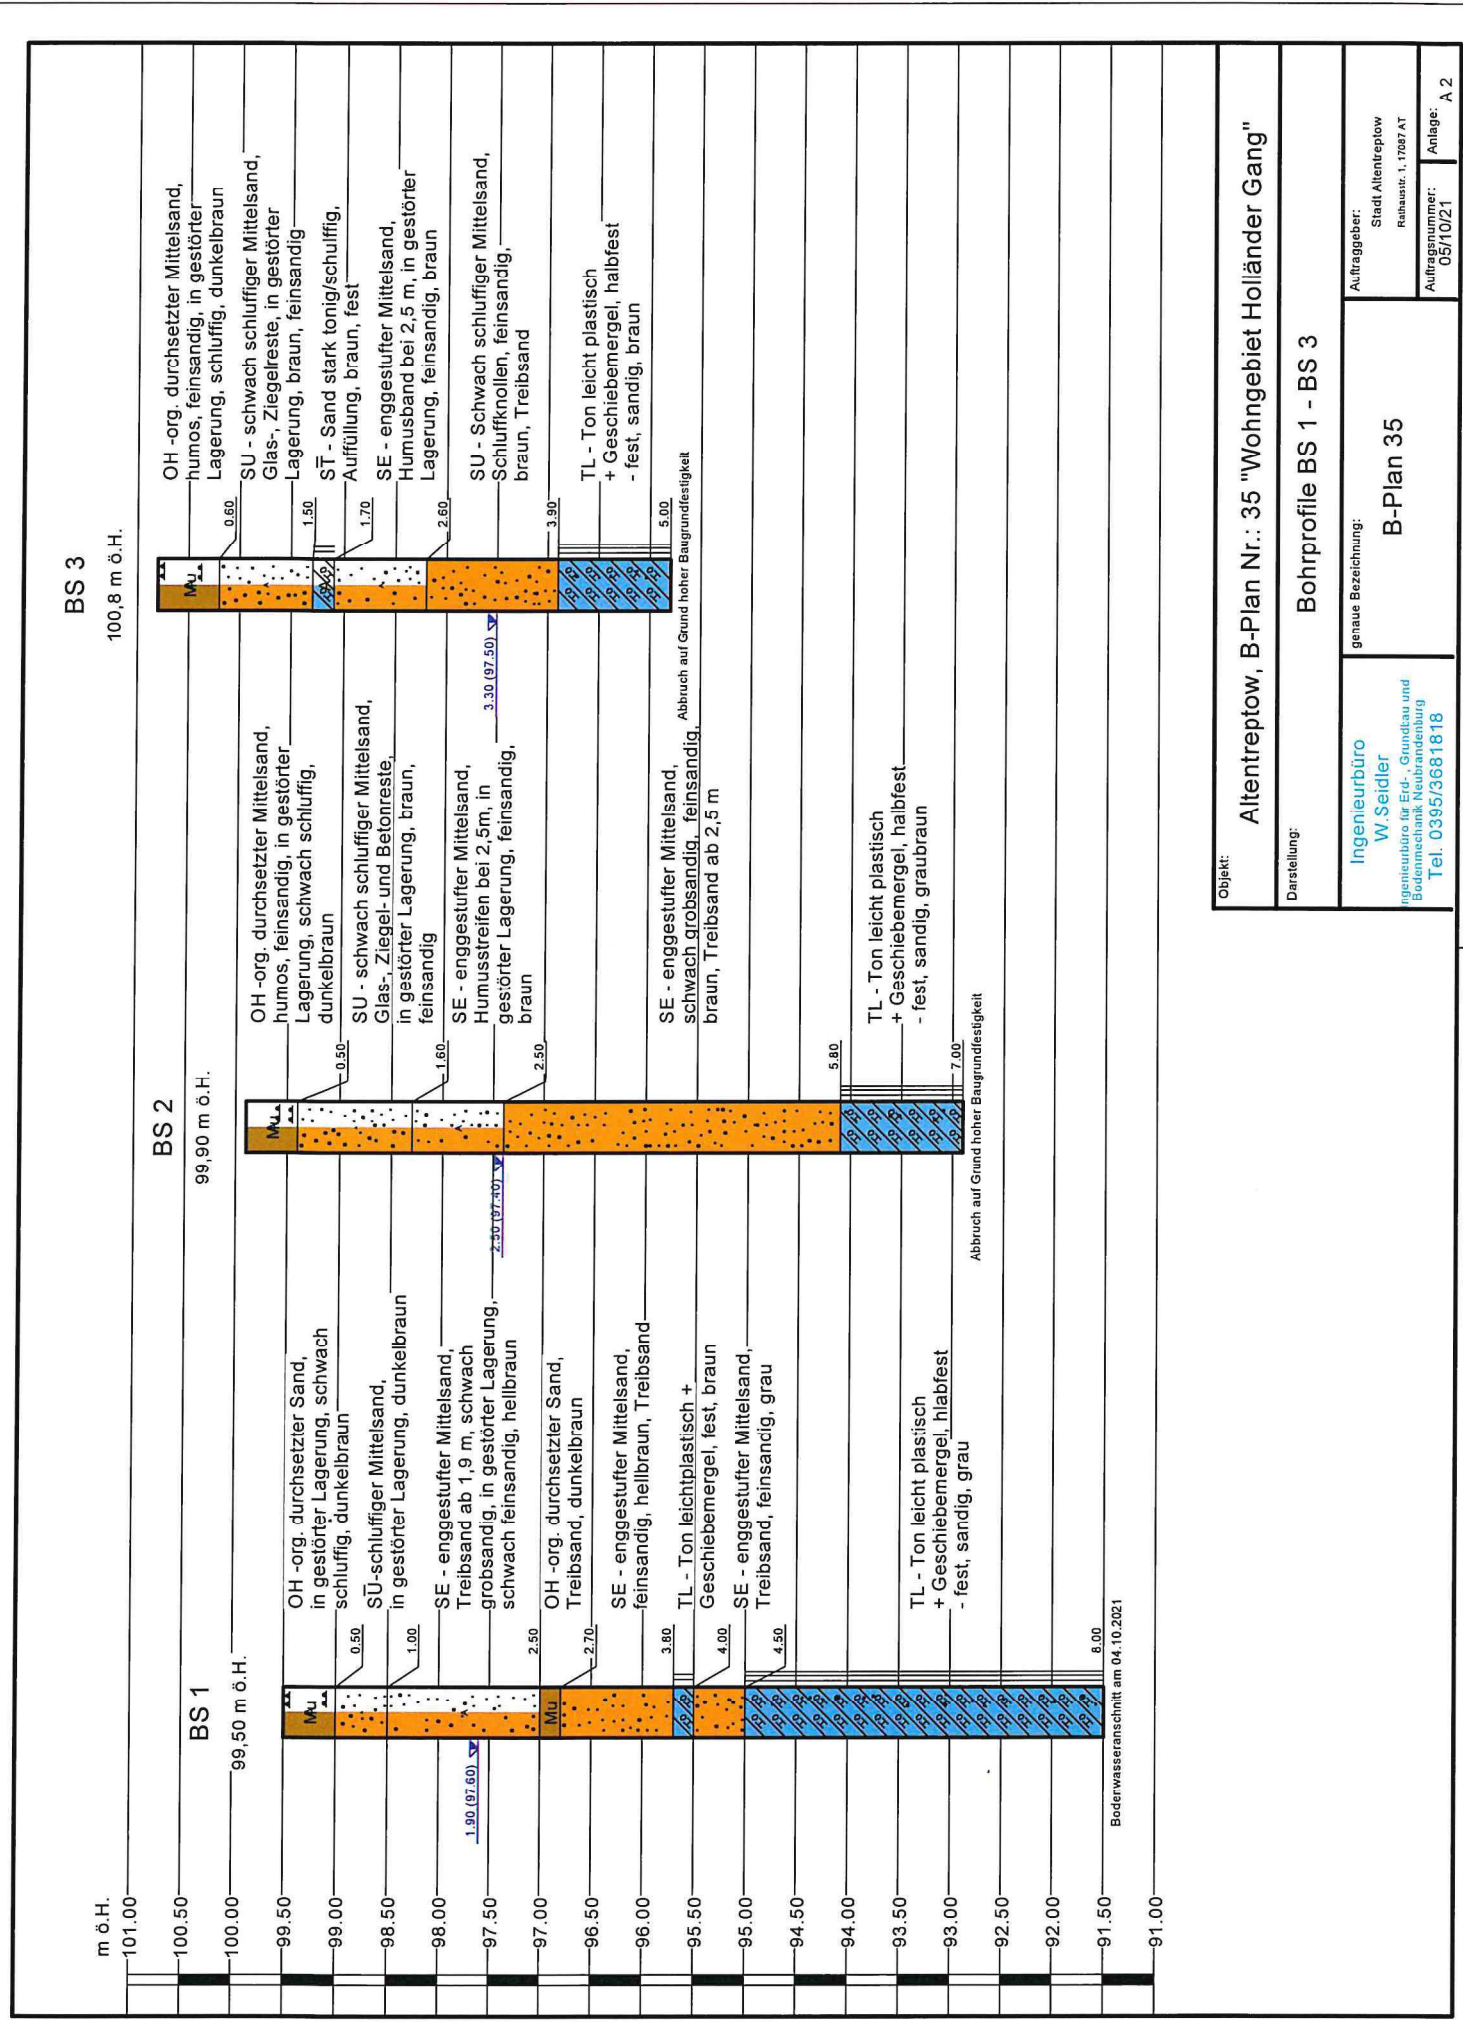 m ö.H.
101.00
100.50
100.00
99.50
99.00
98.50
98.00
97.50
97.00
96.50
96.00
95.50
95.00
94.50
94.00
93.50
93.00
92.50
92.00
91.50
91.00
BS 1
99,50 m ö.H.
Mu
A
Mu
1.90 (97.60)
0.50
1.00
2.50
2.70
3.80
4.00
4.50
8.00
OH -org. durchsetzter Sand,
in gestörter Lagerung, schwach
schluffig, dunkelbraun
SŪ-schluffiger Mittelsand,
in gestörter Lagerung, dunkelbraun
SE - enggestufter Mittelsand,
Treibsand ab 1,9 m, schwach
grobsandig, in gestörter Lagerung,
schwach feinsandig, hellbraun
OH -org. durchsetzter Sand,
Treibsand, dunkelbraun
SE - enggestufter Mittelsand,
feinsandig, hellbraun, Treibsand
TL - Ton leichtplastisch +
Geschiebemergel, fest, braun
SE - enggestufter Mittelsand,
Treibsand, feinsandig, grau
TL - Ton leicht plastisch
+ Geschiebemergel, hlabfest
- fest, sandig, grau
Bodenwasseranschnitt am 04.10.2021
BS 2
99,90 m ö.H.
Mu
A
2.50 (97.40)
0.50
1.60
2.50
5.80
7.00
OH -org. durchsetzter Mittelsand,
humos, feinsandig, in gestörter
Lagerung, schwach schluffig,
dunkelbraun
SU - schwach schluffiger Mittelsand,
Glas-, Ziegel- und Betonreste,
in gestörter Lagerung, braun,
feinsandig
SE - enggestufter Mittelsand,
Humusstreifen bei 2,5m, in
gestörter Lagerung, feinsandig,
braun
SE - enggestufter Mittelsand,
schwach grobsandig, feinsandig,
braun, Treibsand ab 2,5 m
TL - Ton leicht plastisch
+ Geschiebemergel, halbfest
- fest, sandig, graubraun
Abbruch auf Grund hoher Baugrundfestigkeit
BS 3
100,8 m ö.H.
Mu
A
A
3.30 (97.50)
0.60
1.50
1.70
2.60
3.90
5.00
OH -org. durchsetzter Mittelsand,
humos, feinsandig, in gestörter
Lagerung, schluffig, dunkelbraun
SU - schwach schluffiger Mittelsand,
Glas-, Ziegelreste, in gestörter
Lagerung, braun, feinsandig
ST̄ - Sand stark tonig/schulffig,
Auffüllung, braun, fest
SE - enggestufter Mittelsand,
Humusband bei 2,5 m, in gestörter
Lagerung, feinsandig, braun
SU - Schwach schluffiger Mittelsand,
Schluffknollen, feinsandig,
braun, Treibsand
TL - Ton leicht plastisch
+ Geschiebemergel, halbfest
- fest, sandig, braun
Abbruch auf Grund hoher Baugrundfestigkeit
Objekt:
Altentreptow, B-Plan Nr.: 35 "Wohngebiet Holländer Gang"
Darstellung:
Bohrprofile BS 1 - BS 3
Ingenieurbüro
W.Seidler
Ingenieurbüro für Erd- , Grundbau und
Bodenmechanik Neubrandenburg
Tel. 0395/3681818
genaue Bezeichnung:
B-Plan 35
Auftraggeber:
Stadt Altentreptow
Rathausstr. 1, 17087 AT
Auftragsnummer:
05/10/21
Anlage:
A 2